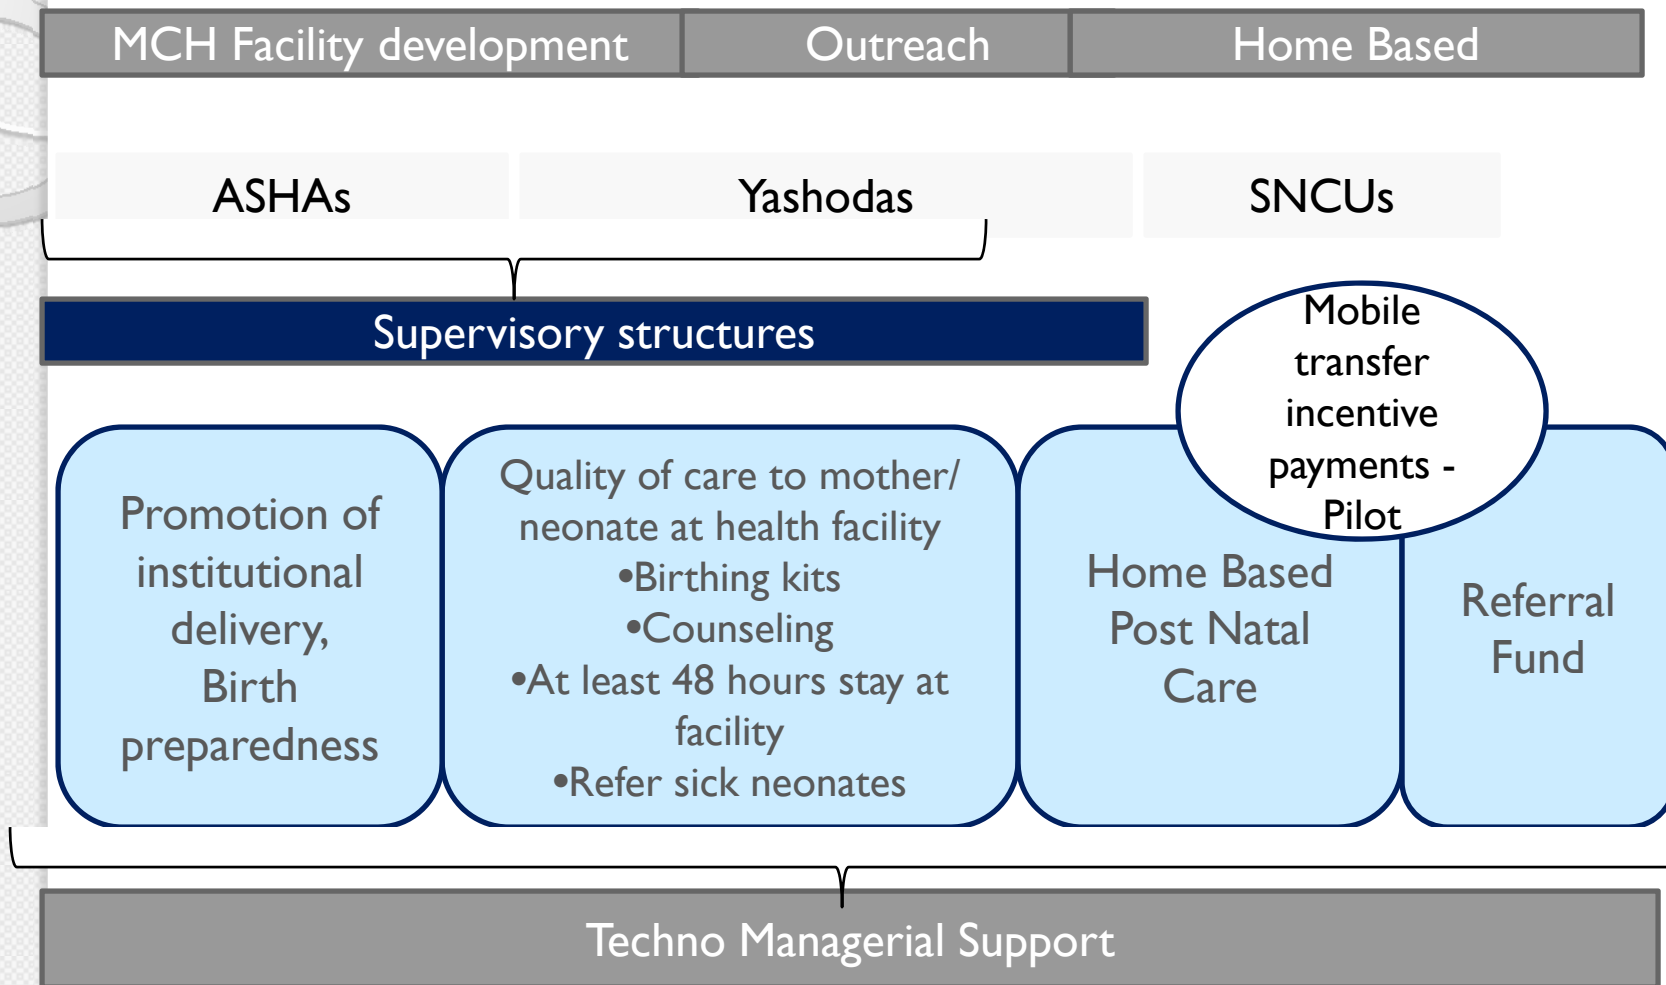 MCH Facility development
Outreach
Home Based
ASHAs
Yashodas
SNCUs
Supervisory structures
Mobile
transfer
incentive
payments -
Pilot
Promotion of
institutional
delivery,
Birth
preparedness
Quality of care to mother/
neonate at health facility
•Birthing kits
•Counseling
•At least 48 hours stay at
facility
•Refer sick neonates
Home Based
Post Natal
Care
Referral
Fund
Techno Managerial Support